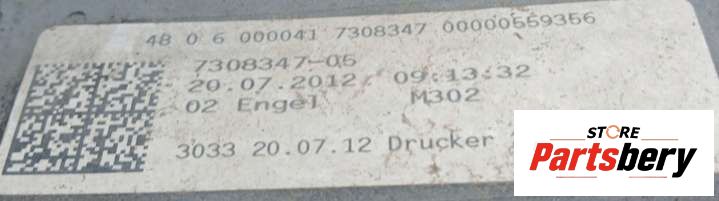 48 0 6 000041 7308347 00000559356
7308347-05
20.07.2012 09:13:32
02 Engel M302
3033 20.07.12 Drucker
STORE
Partsbery